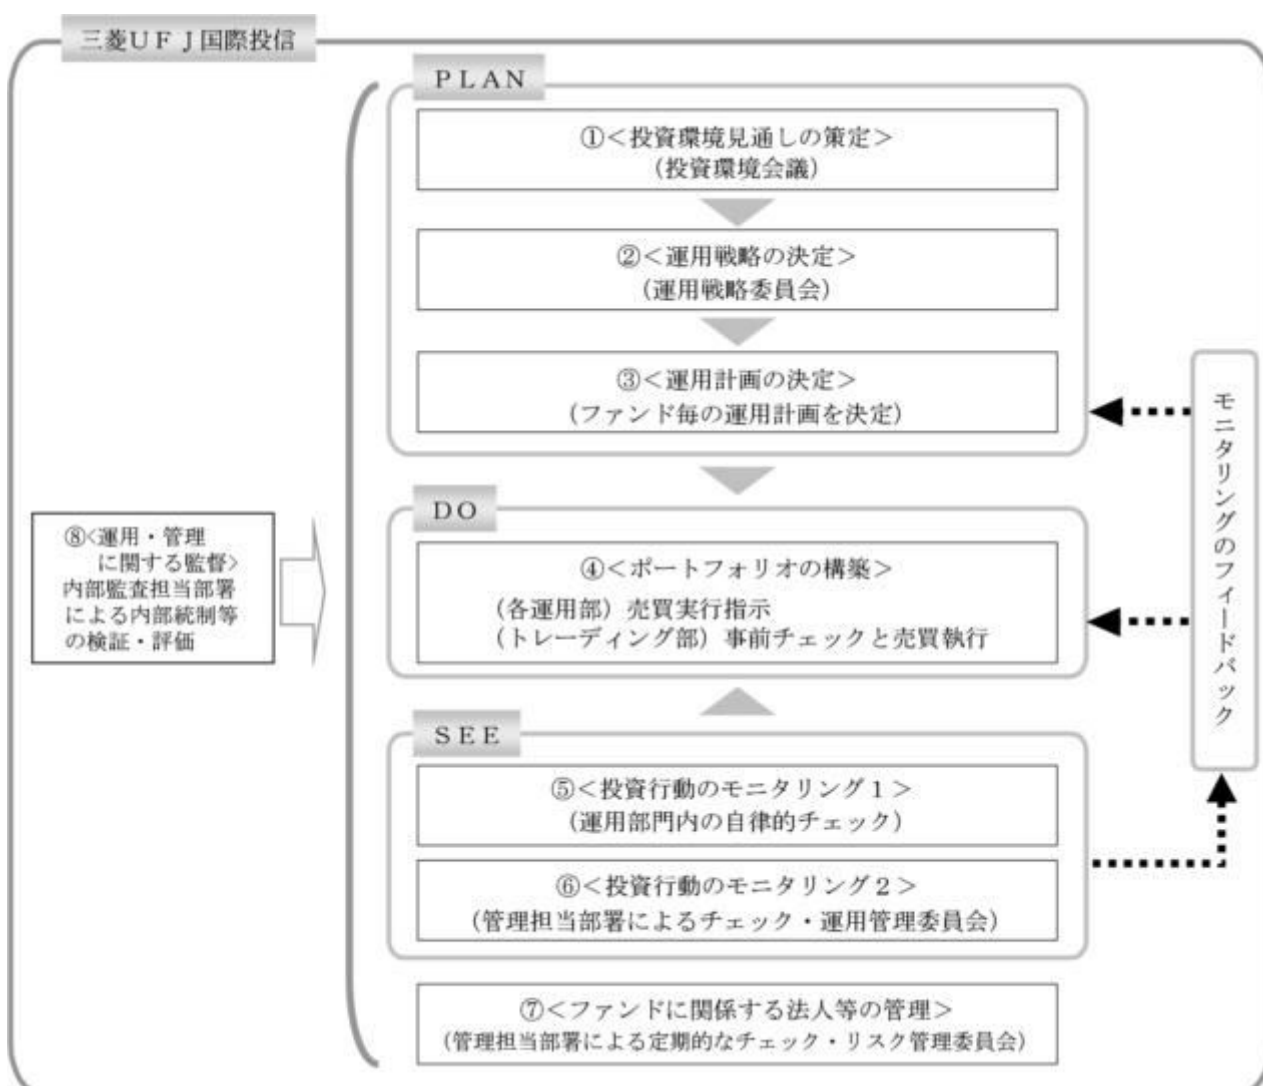 三菱UFJ国際投信
PLAN
①<投資環境見通しの策定>
(投資環境会議)
②<運用戦略の決定>
(運用戦略委員会)
③<運用計画の決定>
(ファンド毎の運用計画を決定)
DO
④<ポートフォリオの構築>
(各運用部)売買実行指示
(トレーディング部)事前チェックと売買執行
SEE
⑤<投資行動のモニタリング1>
(運用部門内の自律的チェック)
⑥<投資行動のモニタリング2>
(管理担当部署によるチェック・運用管理委員会)
⑦<ファンドに関係する法人等の管理>
(管理担当部署による定期的なチェック・リスク管理委員会)
⑧<運用・管理
に関する監督>
内部監査担当部署
による内部統制等
の検証・評価
モニタリングのフィードバック